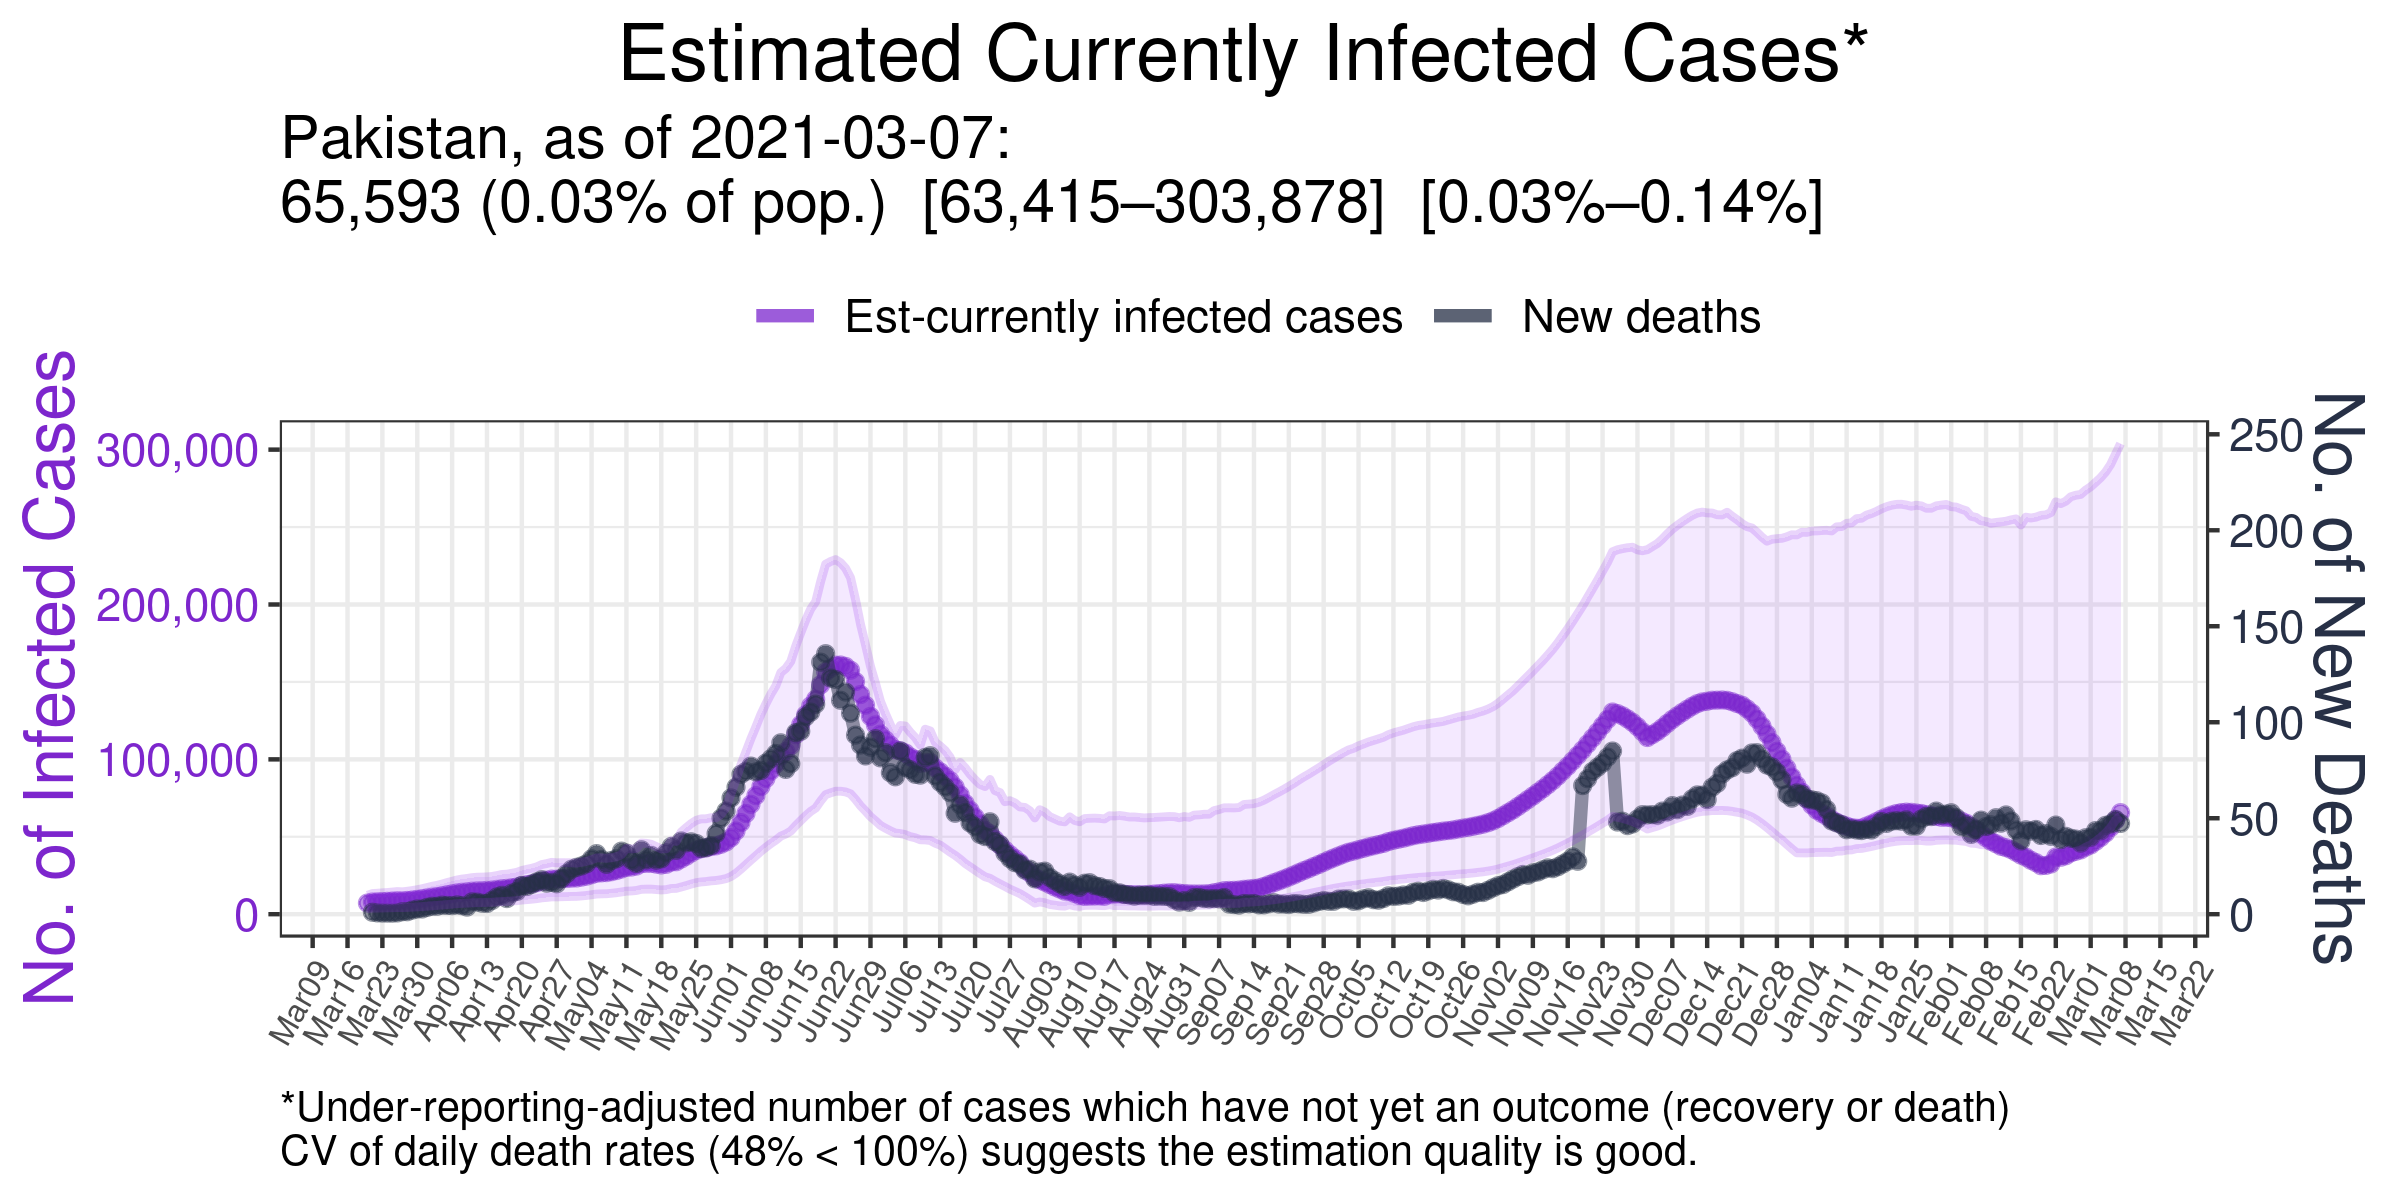 Estimated Currently Infected Cases*
Pakistan, as of 2021-03-07:
65,593 (0.03% of pop.) [63,415–303,878] [0.03%–0.14%]
Est-currently infected cases New deaths
No. of Infected Cases
300,000
200,000
100,000
0
250
200
150
100
50
0
No. of New Deaths
Mar09 Mar16 Mar23 Mar30 Apr06 Apr13 Apr20 Apr27 May04 May11 May18 May25 Jun01 Jun08 Jun15 Jun22 Jun29 Jul06 Jul13 Jul20 Jul27 Aug03 Aug10 Aug17 Aug24 Aug31 Sep07 Sep14 Sep21 Sep28 Oct05 Oct12 Oct19 Oct26 Nov02 Nov09 Nov16 Nov23 Nov30 Dec07 Dec14 Dec21 Dec28 Jan04 Jan11 Jan18 Jan25 Feb01 Feb08 Feb15 Feb22 Mar01 Mar08 Mar15 Mar22
*Under-reporting-adjusted number of cases which have not yet an outcome (recovery or death)
CV of daily death rates (48% < 100%) suggests the estimation quality is good.